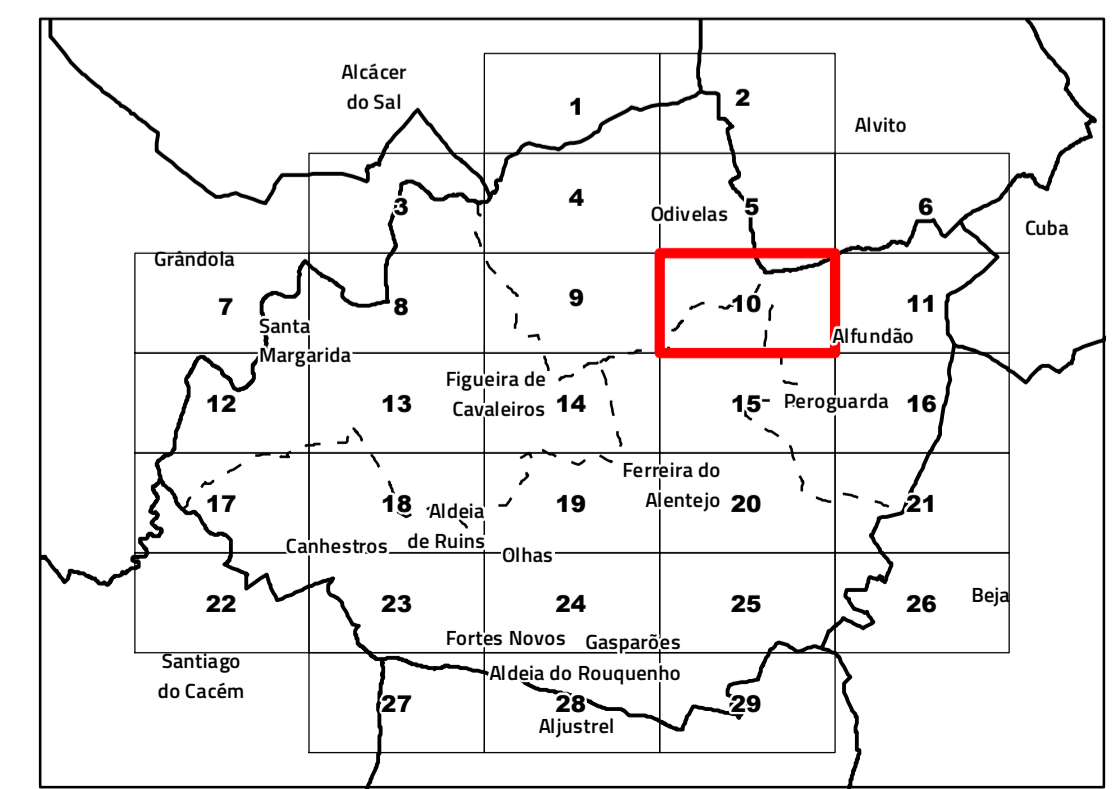 Alcácer
do Sal
1
2
Alvito
3
4
Odivelas
5
6
Cuba
Grândola
7
8
9
10
11
Santa
Margarida
Alfundão
Figueira de
Cavaleiros
12
13
14
15
Peroguarda
16
Ferreira do
Alentejo
17
18
Aldeia
de Ruins
19
20
21
Canhestros
Olhas
22
23
24
25
26
Beja
Fortes Novos
Gasparões
Santiago
do Cacém
Aldeia do Rouquenho
27
28
29
Aljustrel